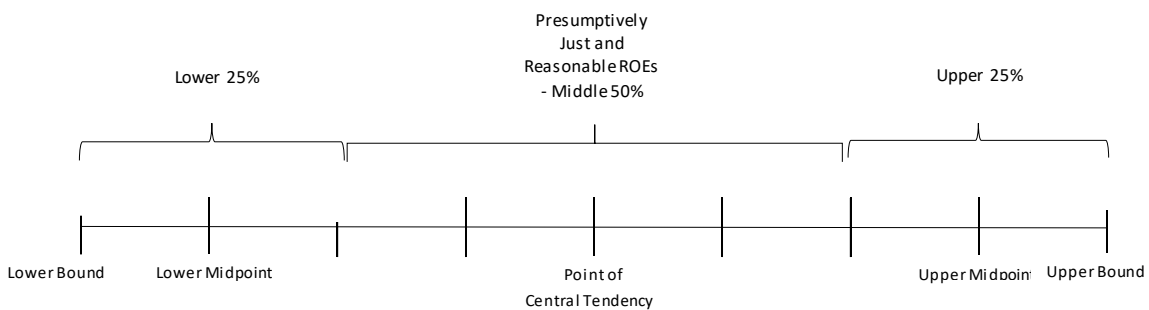 Presumptively
Just and
Reasonable ROEs
- Middle 50%
Lower 25%
Upper 25%
Lower Bound
Lower Midpoint
Point of
Central Tendency
Upper Midpoint
Upper Bound